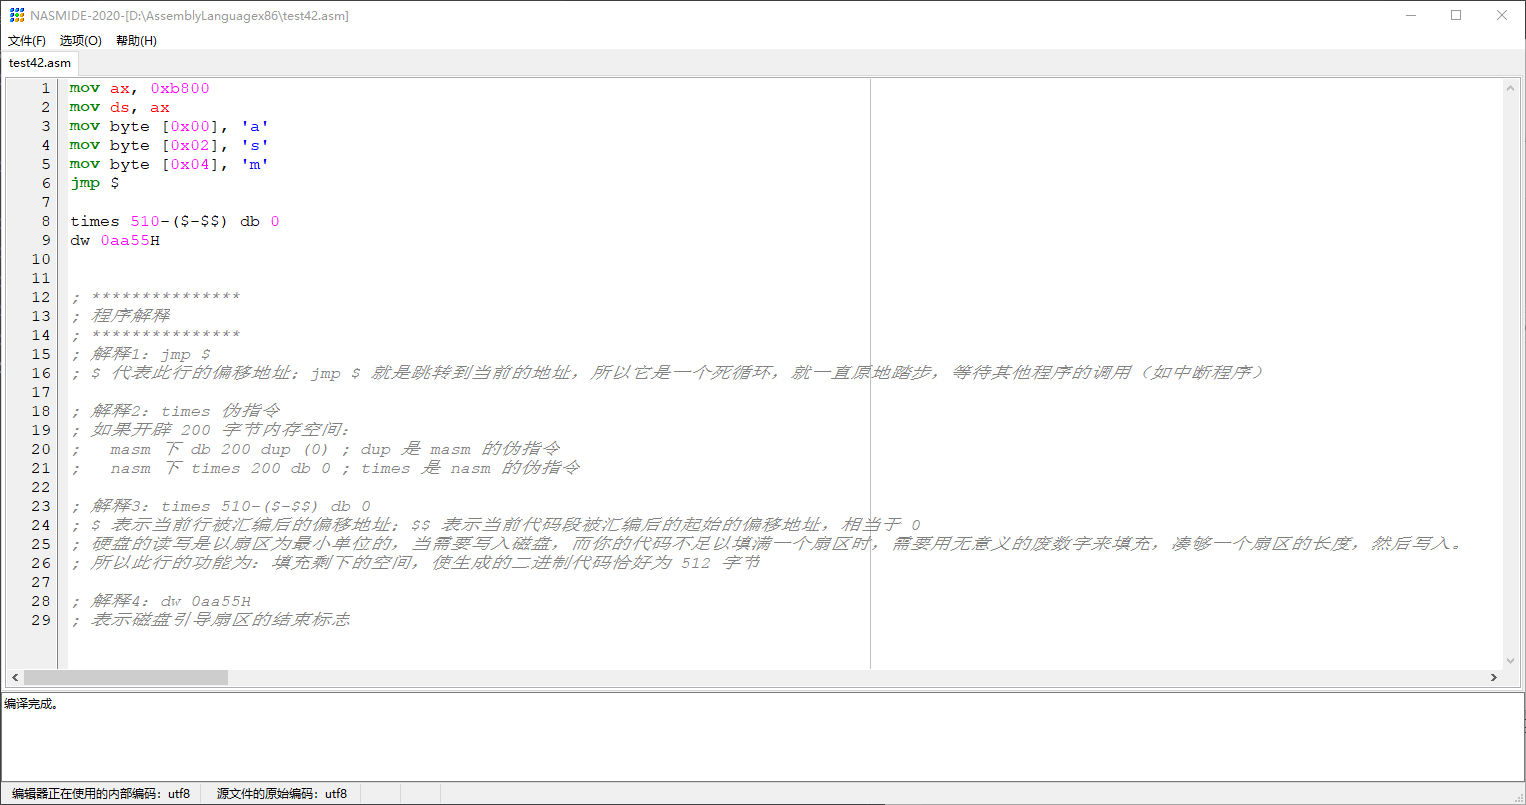 NASMIDE-2020-[D:\AssemblyLanguagex86\test42.asm]
文件(F) 选项(O) 帮助(H)
test42.asm
1 mov ax, 0xb800
2 mov ds, ax
3 mov byte [0x00], 'a'
4 mov byte [0x02], 's'
5 mov byte [0x04], 'm'
6 jmp $
7
8 times 510-($-$$) db 0
9 dw 0aa55H
10
11
12 ; ***************
13 ; 程序解释
14 ; ***************
15 ; 解释1: jmp $
16 ; $ 代表此行的偏移地址; jmp $ 就是跳转到当前的地址，所以它是一个死循环，就一直原地踏步，等待其他程序的调用（如中断程序）
17
18 ; 解释2: times 伪指令
19 ; 如果开辟 200 字节内存空间:
20 ;   masm 下 db 200 dup (0) ; dup 是 masm 的伪指令
21 ;   nasm 下 times 200 db 0 ; times 是 nasm 的伪指令
22
23 ; 解释3: times 510-($-$$) db 0
24 ; $ 表示当前行被汇编后的偏移地址; $$ 表示当前代码段被汇编后的起始的偏移地址，相当于 0
25 ; 硬盘的读写是以扇区为最小单位的，当需要写入磁盘，而你的代码不足以填满一个扇区时，需要用无意义的废数字来填充，凑够一个扇区的长度，然后写入。
26 ; 所以此行的功能为: 填充剩下的空间，使生成的二进制代码恰好为 512 字节
27
28 ; 解释4: dw 0aa55H
29 ; 表示磁盘引导扇区的结束标志
编译完成。
编辑器正在使用的内部编码: utf8 源文件的原始编码: utf8